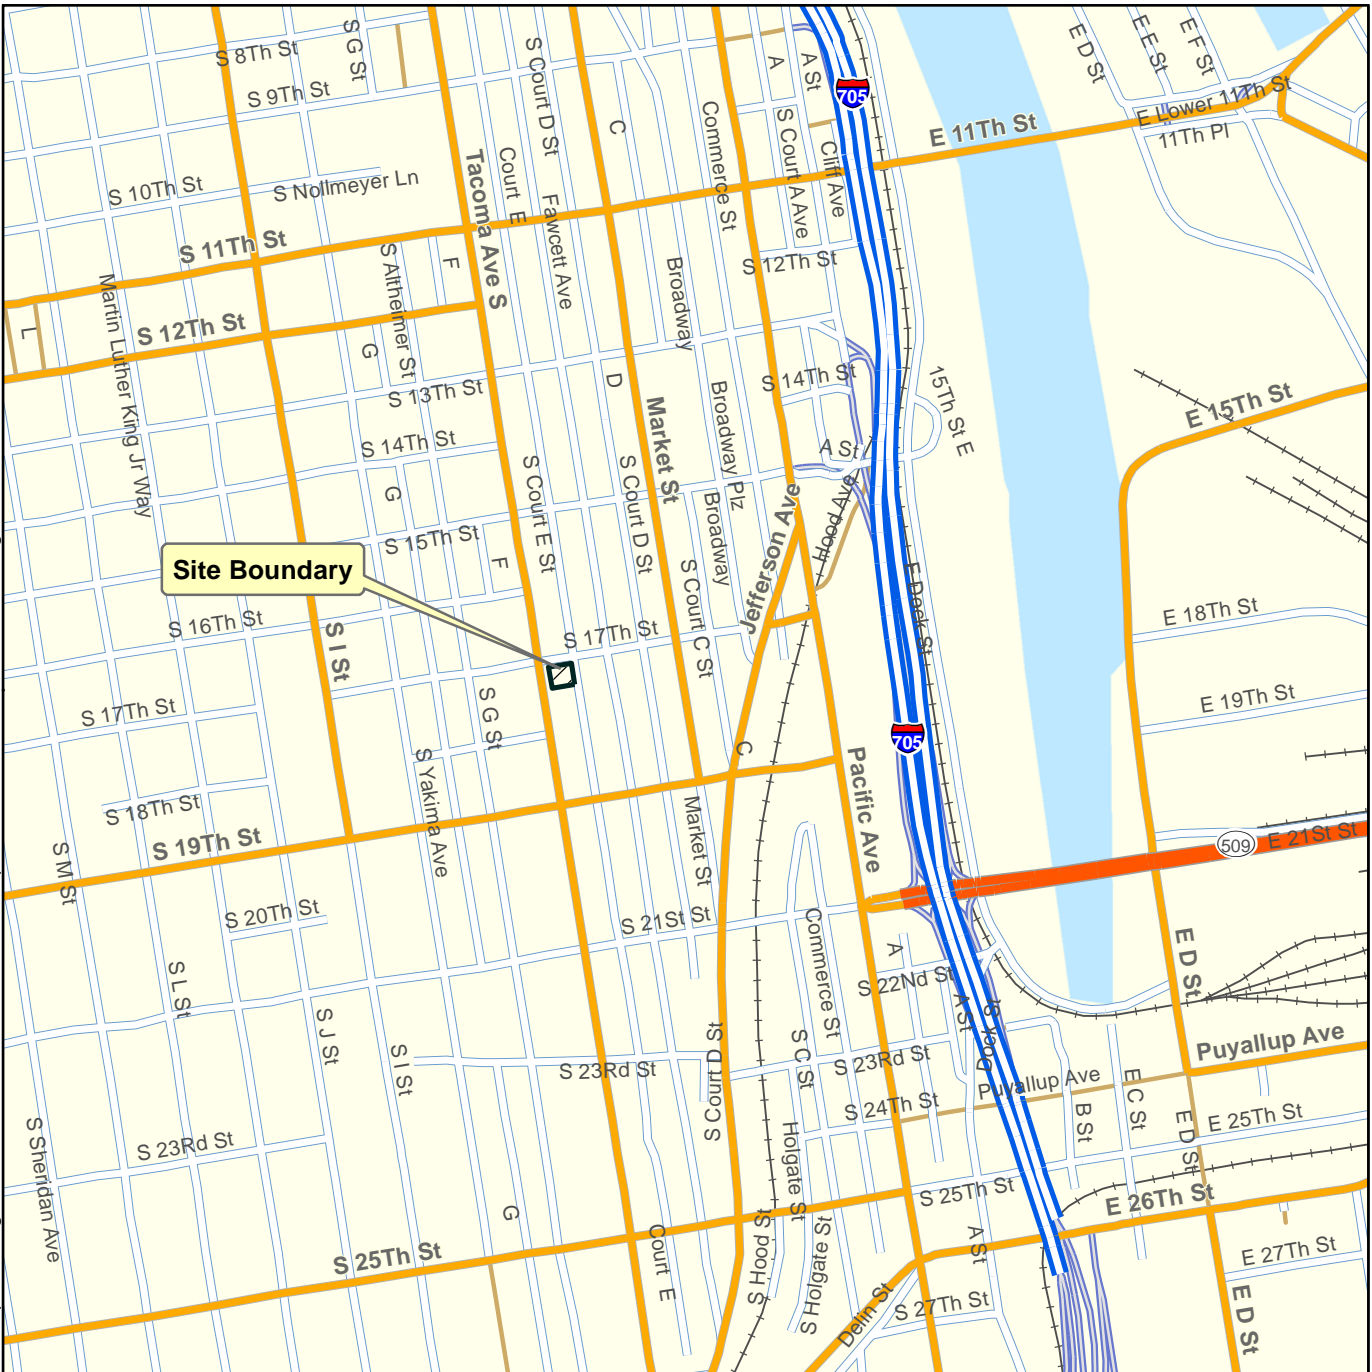 S 8Th St
S G St
S 9Th St
S Court D St
C
A
A St
705
E D St
E E St
E F St
E Lower 11Th St
11Th Pl
E 11Th St
Commerce St
S Court A Ave
Cliff Ave
S 10Th St
S Nollmeyer Ln
Tacoma Ave S
Court E
Fawcett Ave
S 11Th St
S Altheimer St
F
Broadway
S 12Th St
L
Martin Luther King Jr Way
S 12Th St
G
S 13Th St
D
Market St
Broadway Plz
S 14Th St
15Th St E
E 15Th St
S 14Th St
A St
G
S Court E St
S Court D St
Broadway
Jefferson Ave
Hood Ave
S 15Th St
F
Site Boundary
S Court C St
E Dock St
E 18Th St
S 16Th St
S I St
S 17Th St
S 17Th St
S G St
E 19Th St
S Yakima Ave
C
705
Pacific Ave
S 18Th St
S 19Th St
Market St
509
E 21St St
S M St
S 20Th St
S 21St St
Commerce St
A
S 22Nd St
E D St
S L St
A St
Dock St
S J St
S I St
S Court D St
S C St
S 23Rd St
S 23Rd St
Puyallup Ave
Puyallup Ave
S 24Th St
B St
E C St
E D St
E 25Th St
S Sheridan Ave
S 23Rd St
Holgate St
S 25Th St
E 26Th St
G
Court E
S Hood St
S Holgate St
A St
E 27Th St
S 25Th St
Delin St
S 27Th St
E D St